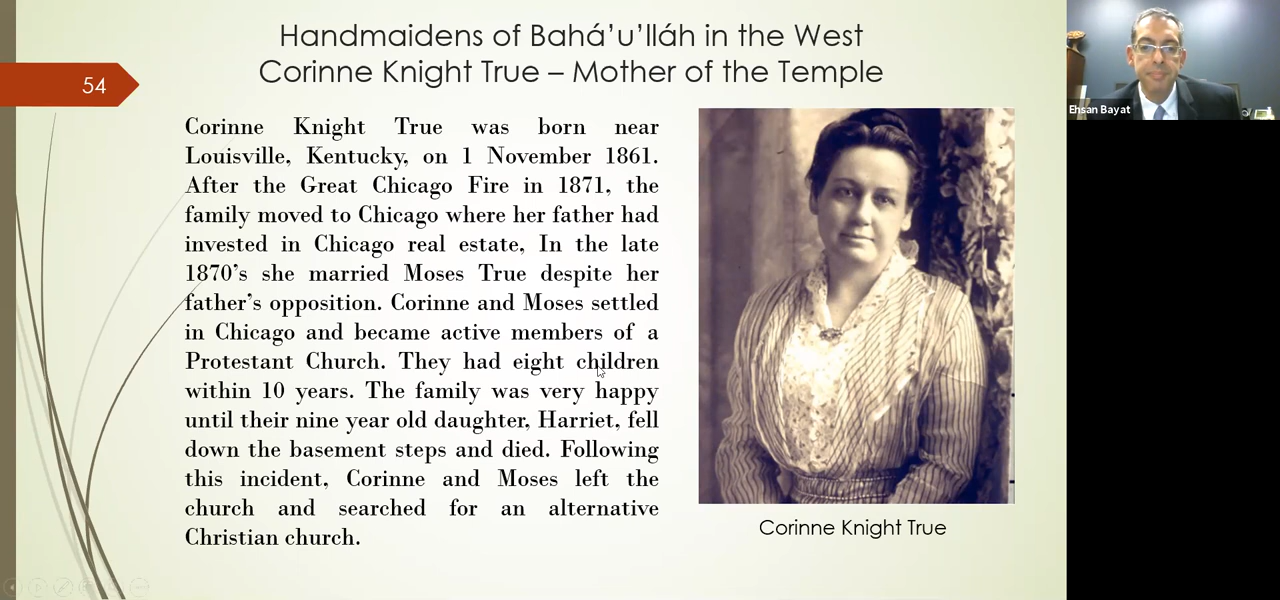 Handmaidens of Bahá’u’lláh in the West
Corinne Knight True – Mother of the Temple
54
Corinne Knight True was born near
Louisville, Kentucky, on 1 November 1861.
After the Great Chicago Fire in 1871, the
family moved to Chicago where her father had
invested in Chicago real estate, In the late
1870’s she married Moses True despite her
father’s opposition. Corinne and Moses settled
in Chicago and became active members of a
Protestant Church. They had eight children
within 10 years. The family was very happy
until their nine year old daughter, Harriet, fell
down the basement steps and died. Following
this incident, Corinne and Moses left the
church and searched for an alternative
Christian church.
Corinne Knight True
Ehsan Bayat